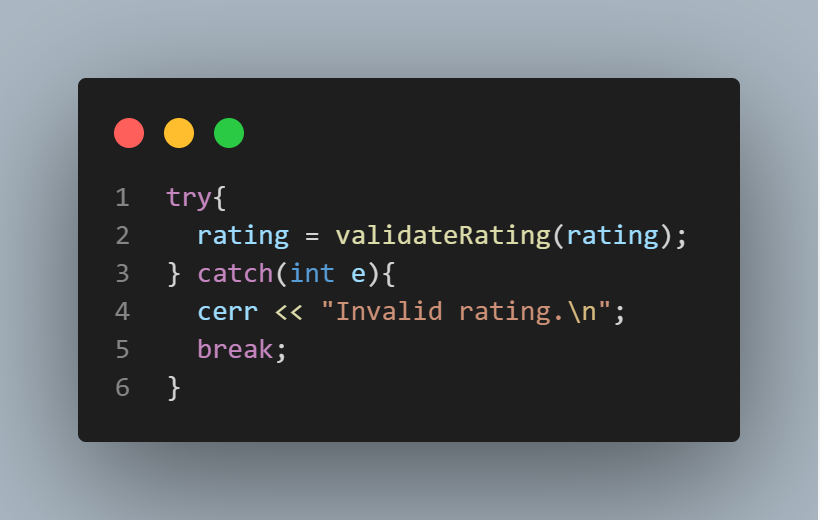 1 try{
2   rating = validateRating(rating);
3 } catch(int e){
4   cerr << "Invalid rating.\n";
5   break;
6 }